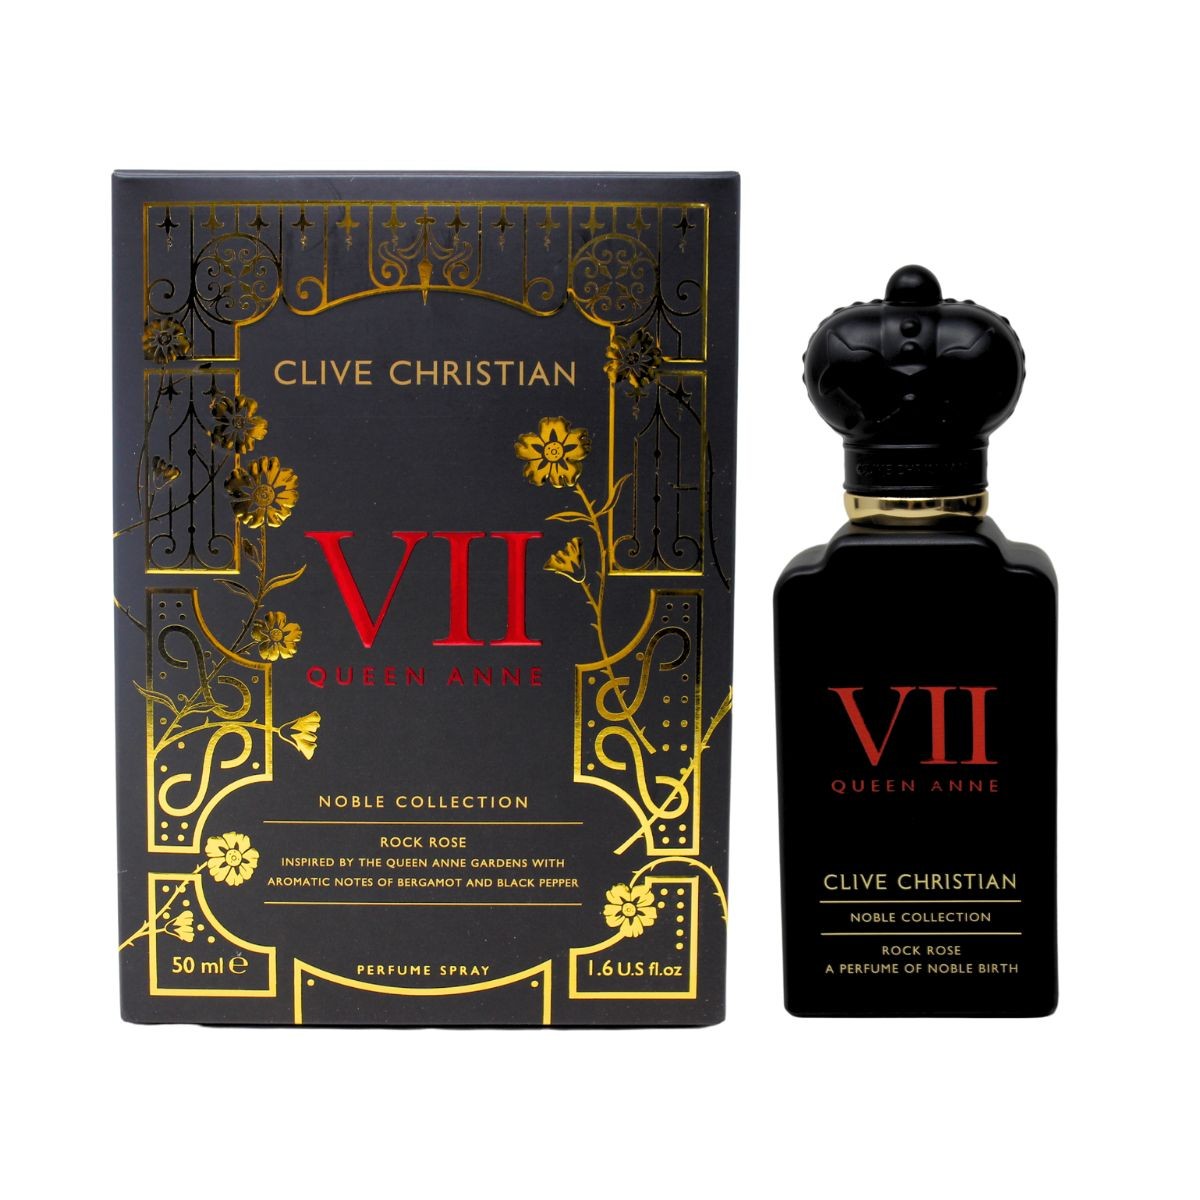 CLIVE CHRISTIAN
VII
QUEEN ANNE
NOBLE COLLECTION
ROCK ROSE
INSPIRED BY THE QUEEN ANNE GARDENS WITH
AROMATIC NOTES OF BERGAMOT AND BLACK PEPPER
50 ml ℮
PERFUME SPRAY
1.6 U.S fl.oz
CLIVE CHRISTIAN
VII
QUEEN ANNE
CLIVE CHRISTIAN
NOBLE COLLECTION
ROCK ROSE
A PERFUME OF NOBLE BIRTH